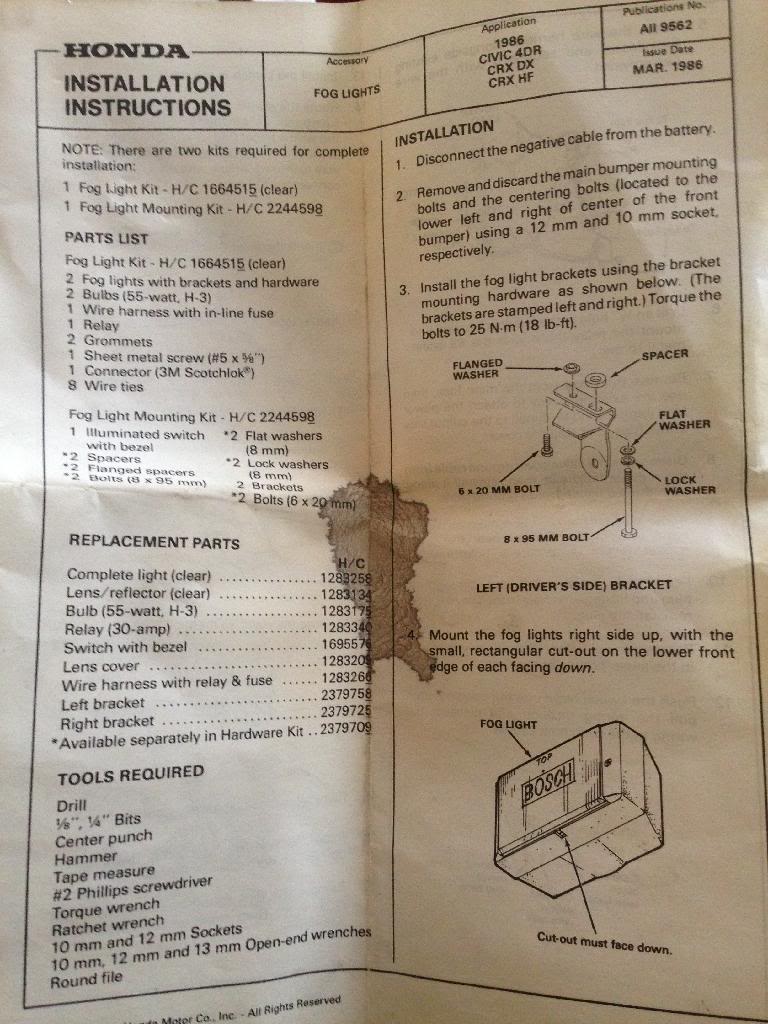 HONDA
INSTALLATION
INSTRUCTIONS
Accessory
FOG LIGHTS
Application
1986
CIVIC 4DR
CRX DX
CRX HF
Publications No.
AII 9562
Issue Date
MAR. 1986
NOTE: There are two kits required for complete
installation:
1 Fog Light Kit - H/C 1664515 (clear)
1 Fog Light Mounting Kit - H/C 2244598
PARTS LIST
Fog Light Kit - H/C 1664515 (clear)
2 Fog lights with brackets and hardware
2 Bulbs (55-watt, H-3)
1 Wire harness with in-line fuse
1 Relay
2 Grommets
1 Sheet metal screw (#5 x ⅝")
1 Connector (3M Scotchlok®)
8 Wire ties
Fog Light Mounting Kit - H/C 2244598
1 Illuminated switch
with bezel
*2 Spacers
*2 Flanged spacers
*2 Bolts (8 x 95 mm)
*2 Flat washers
(8 mm)
*2 Lock washers
(8 mm)
2 Brackets
*2 Bolts (6 x 20 mm)
REPLACEMENT PARTS
H/C
Complete light (clear) ................ 1283258
Lens/reflector (clear) ................ 1283134
Bulb (55-watt, H-3) .................. 1283175
Relay (30-amp) ...................... 1283340
Switch with bezel .................... 1695576
Lens cover .......................... 1283209
Wire harness with relay & fuse ...... 1283266
Left bracket ......................... 2379758
Right bracket ........................ 2379725
*Available separately in Hardware Kit .. 2379709
TOOLS REQUIRED
Drill
⅛", ¼" Bits
Center punch
Hammer
Tape measure
#2 Phillips screwdriver
Torque wrench
Ratchet wrench
10 mm and 12 mm Sockets
10 mm, 12 mm and 13 mm Open-end wrenches
Round file
Honda Motor Co., Inc. - All Rights Reserved
INSTALLATION
1. Disconnect the negative cable from the battery.
2. Remove and discard the main bumper mounting
bolts and the centering bolts (located to the
lower left and right of center of the front
bumper) using a 12 mm and 10 mm socket,
respectively.
3. Install the fog light brackets using the bracket
mounting hardware as shown below. (The
brackets are stamped left and right.) Torque the
bolts to 25 N·m (18 lb-ft).
FLANGED
WASHER
SPACER
FLAT
WASHER
LOCK
WASHER
6 x 20 MM BOLT
8 x 95 MM BOLT
LEFT (DRIVER'S SIDE) BRACKET
4. Mount the fog lights right side up, with the
small, rectangular cut-out on the lower front
edge of each facing down.
FOG LIGHT
TOP
BOSCH
Cut-out must face down.